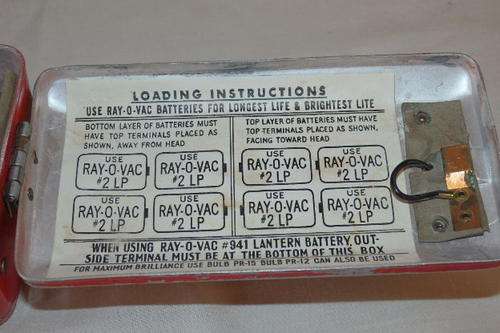 LOADING INSTRUCTIONS
USE RAY-O-VAC BATTERIES FOR LONGEST LIFE & BRIGHTEST LITE
BOTTOM LAYER OF BATTERIES MUST
HAVE TOP TERMINALS PLACED AS
SHOWN, AWAY FROM HEAD
USE
RAY-O-VAC
#2 LP
USE
RAY-O-VAC
#2 LP
USE
RAY-O-VAC
#2 LP
USE
RAY-O-VAC
#2 LP
TOP LAYER OF BATTERIES MUST HAVE
TOP TERMINALS PLACED AS SHOWN,
FACING TOWARD HEAD
USE
RAY-O-VAC
#2 LP
USE
RAY-O-VAC
#2 LP
USE
RAY-O-VAC
#2 LP
USE
RAY-O-VAC
#2 LP
WHEN USING RAY-O-VAC #941 LANTERN BATTERY OUT-
SIDE TERMINAL MUST BE AT THE BOTTOM OF THIS BOX
FOR MAXIMUM BRILLIANCE USE BULB PR-15 BULB PR-12 CAN ALSO BE USED